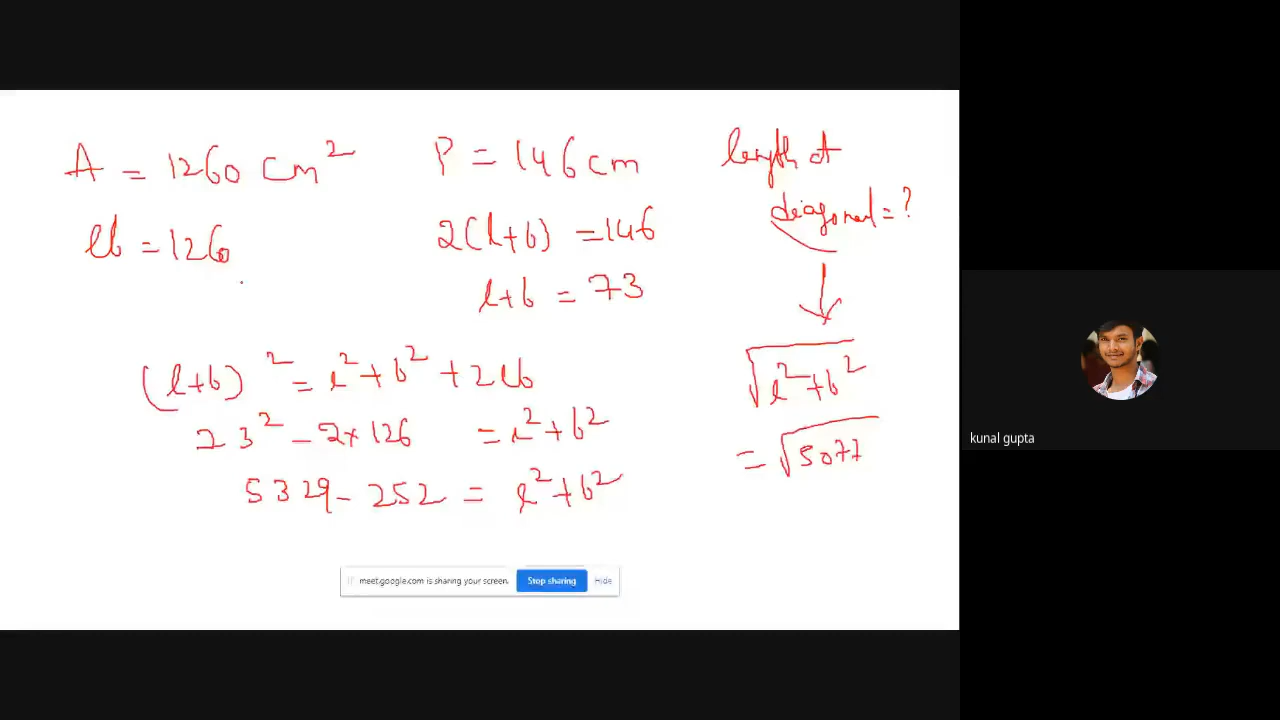 A = 1260 cm² P = 146 cm length of
diagonal = ?
lb = 1260 2(l+b) = 146
l+b = 73
(l+b)² = l²+b² + 2lb √l²+b²
73² - 2×126 = l²+b² = √5077
5329 - 252 = l²+b²
kunal gupta
meet.google.com is sharing your screen. Stop sharing Hide